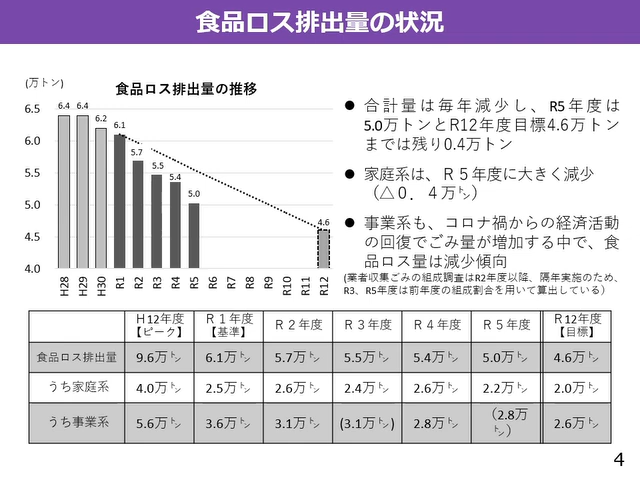 食品ロス排出量の状況
(万トン)
食品ロス排出量の推移
6.5
6.0
5.5
5.0
4.5
4.0
6.4
6.4
6.2
6.1
5.7
5.5
5.4
5.0
4.6
H28
H29
H30
R1
R2
R3
R4
R5
R6
R7
R8
R9
R10
R11
R12
● 合計量は毎年減少し、R5年度は
5.0万トンとR12年度目標4.6万トン
までは残り0.4万トン
● 家庭系は、Ｒ５年度に大きく減少
（△０．４万㌧）
● 事業系も、コロナ禍からの経済活動
の回復でごみ量が増加する中で、食
品ロス量は減少傾向
(業者収集ごみの組成調査はR2年度以降、隔年実施のため、
R3、R5年度は前年度の組成割合を用いて算出している）
Ｈ12年度 Ｒ１年度 Ｒ２年度 Ｒ３年度 Ｒ４年度 Ｒ５年度 Ｒ12年度
【ピーク】 【基準】 【目標】
食品ロス排出量 9.6万㌧ 6.1万㌧ 5.7万㌧ 5.5万㌧ 5.4万㌧ 5.0万㌧ 4.6万㌧
うち家庭系 4.0万㌧ 2.5万㌧ 2.6万㌧ 2.4万㌧ 2.6万㌧ 2.2万㌧ 2.0万㌧
うち事業系 5.6万㌧ 3.6万㌧ 3.1万㌧ (3.1万㌧) 2.8万㌧ （2.8万 2.6万㌧
㌧）
4